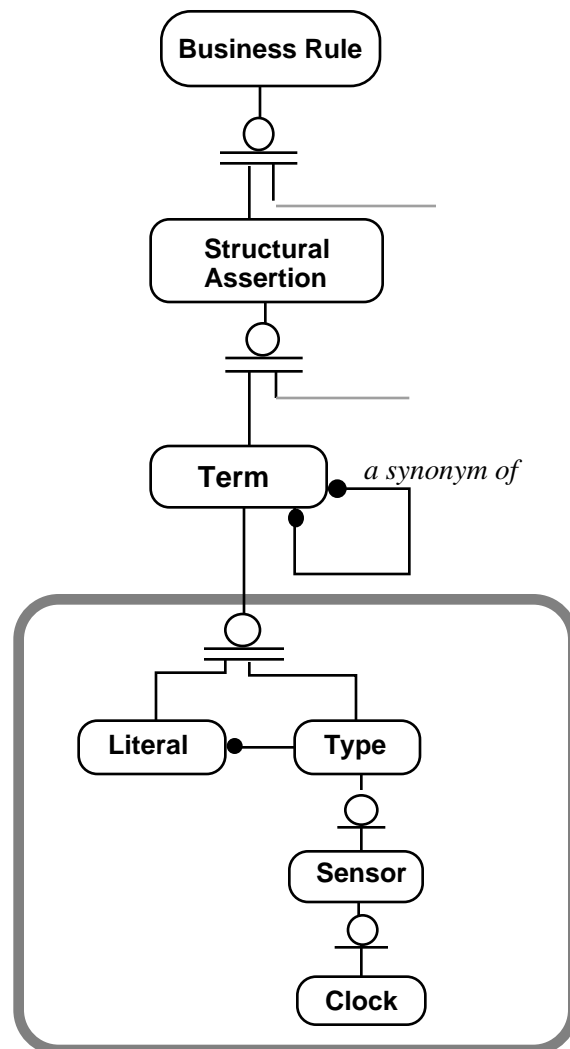 Business Rule
Structural
Assertion
Term
a synonym of
Literal
Type
Sensor
Clock